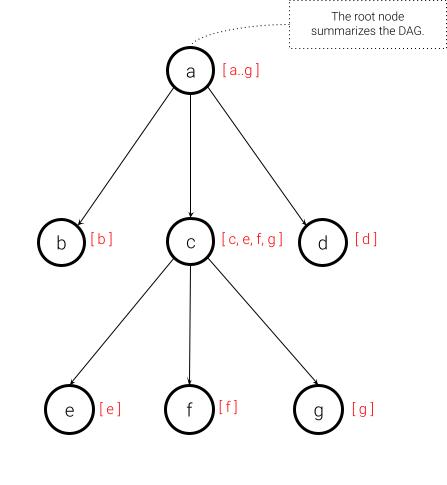 The root node
summarizes the DAG.
a [ a..g ]
b [ b ] c [ c, e, f, g ] d [ d ]
e [ e ] f [ f ] g [ g ]